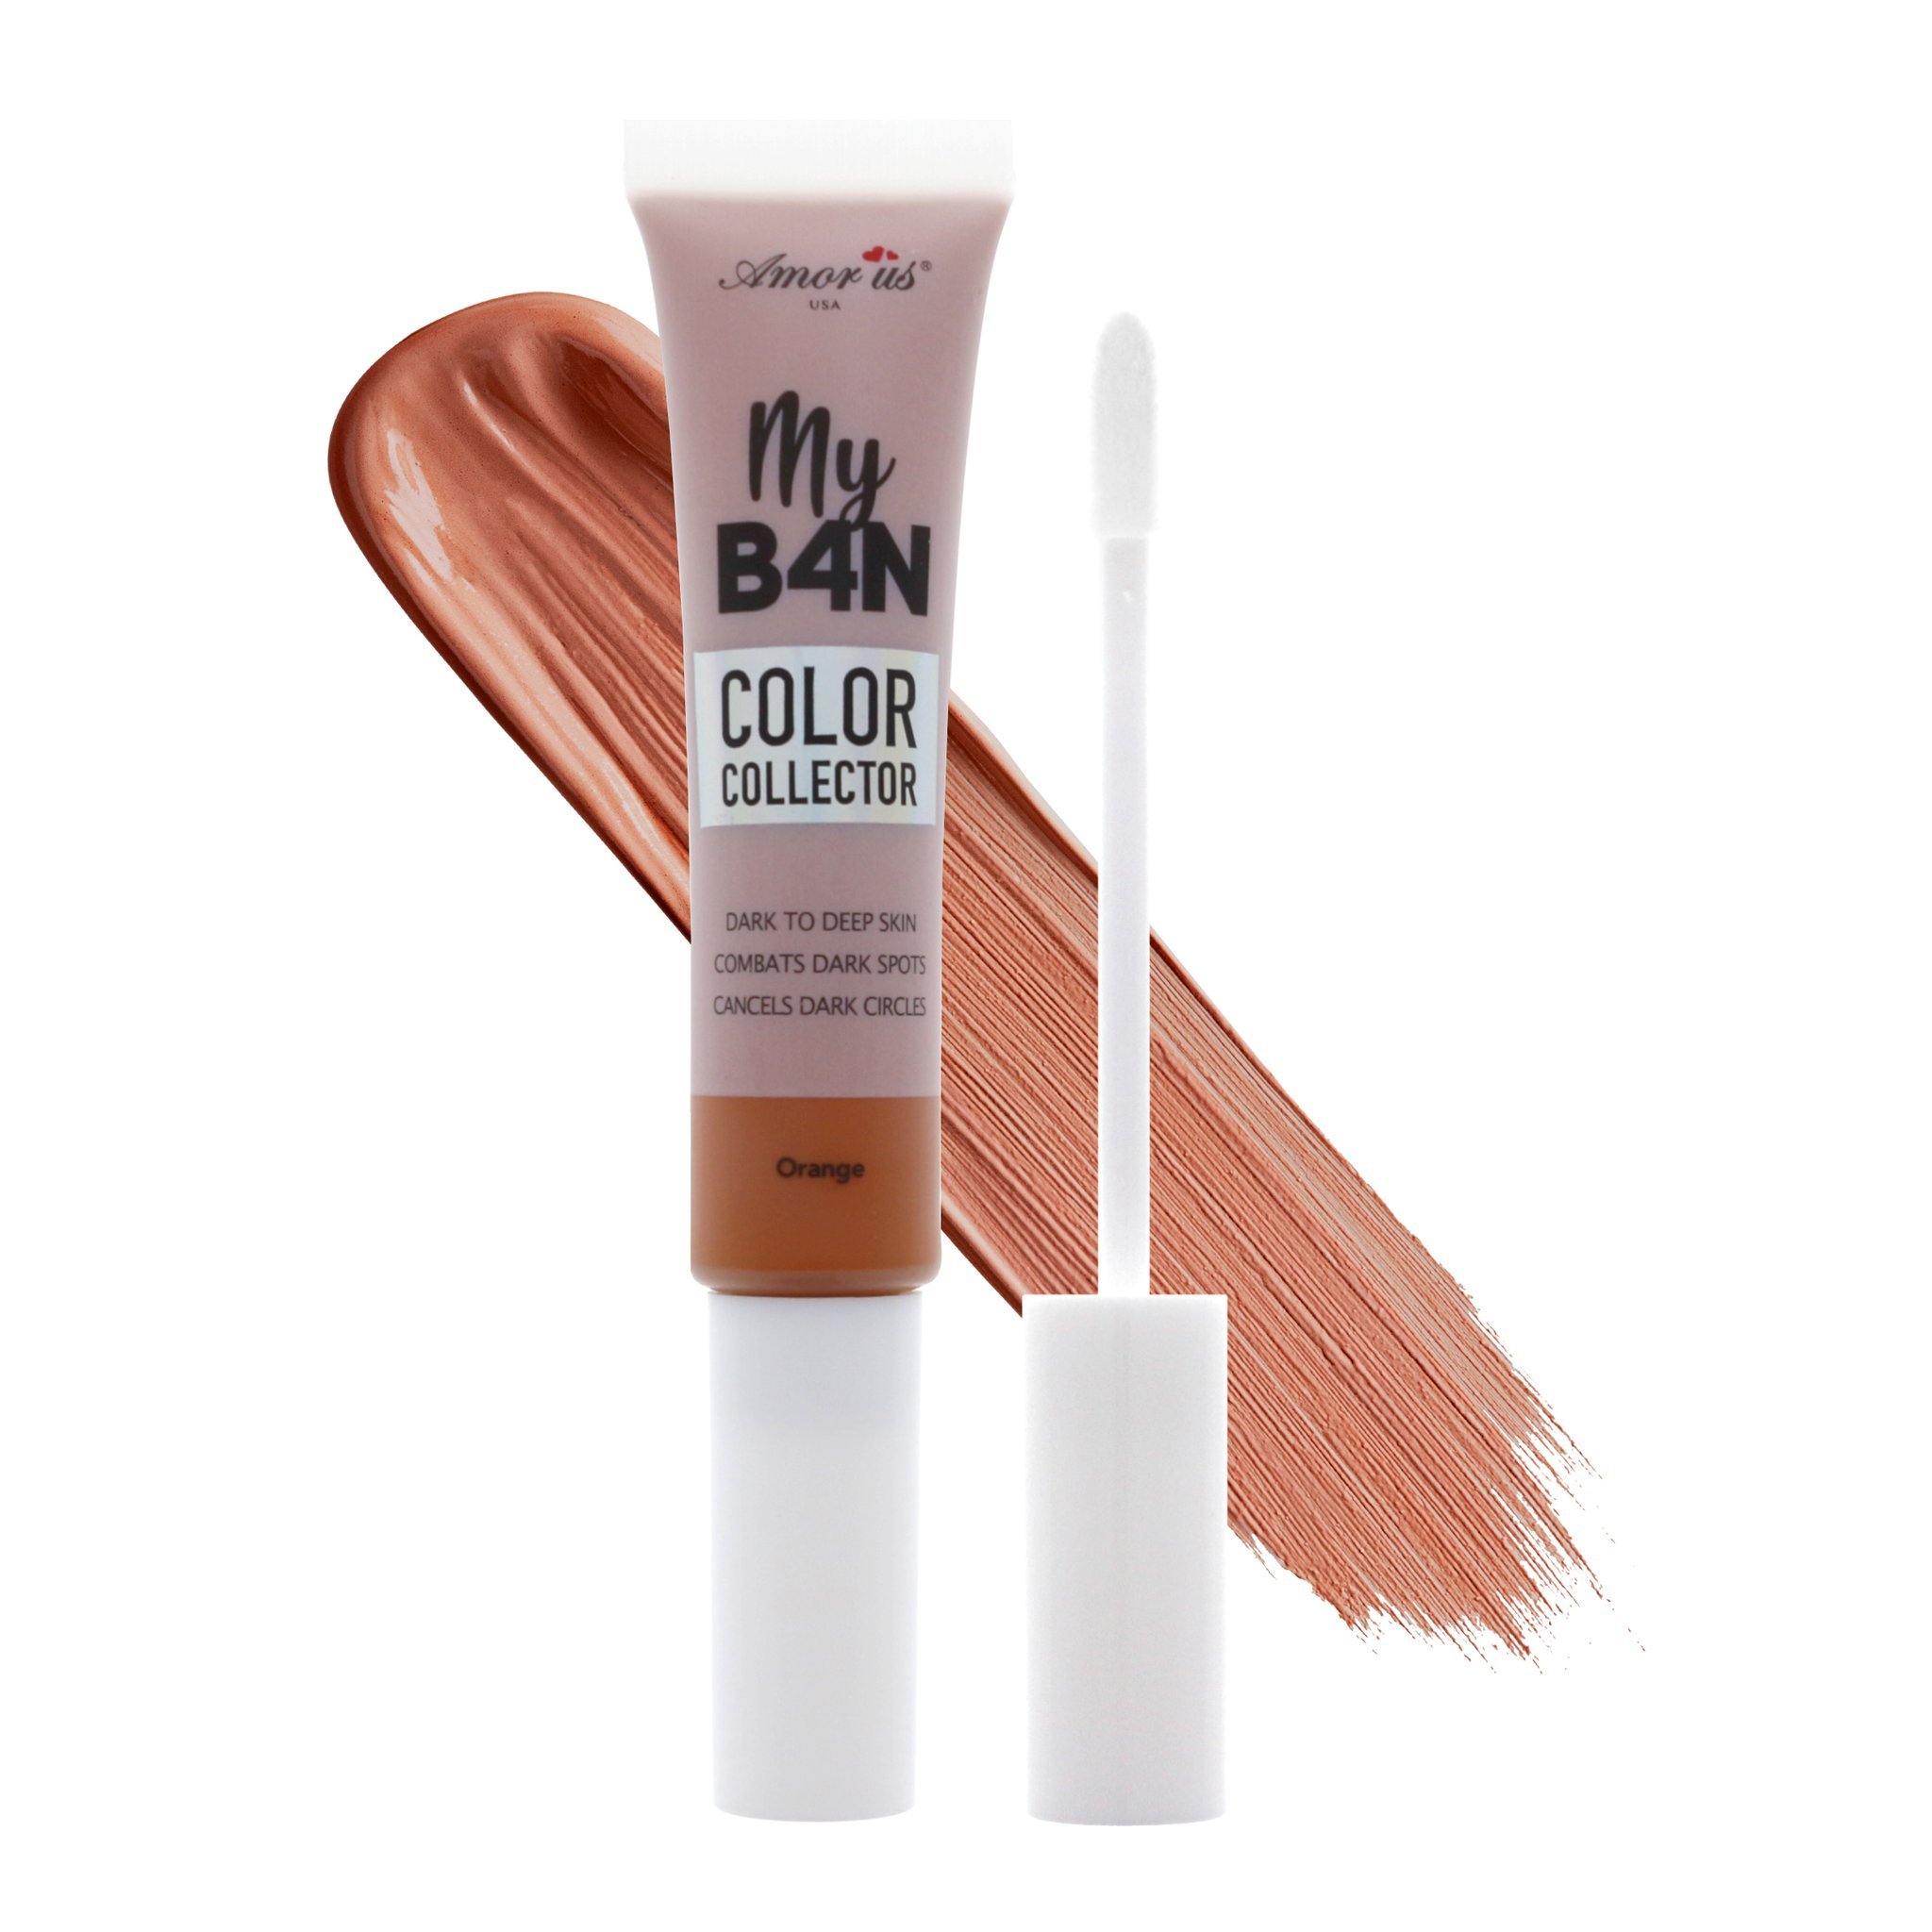 Amor us®
USA
My
B4N
COLOR
COLLECTOR
DARK TO DEEP SKIN
COMBATS DARK SPOTS
CANCELS DARK CIRCLES
Orange